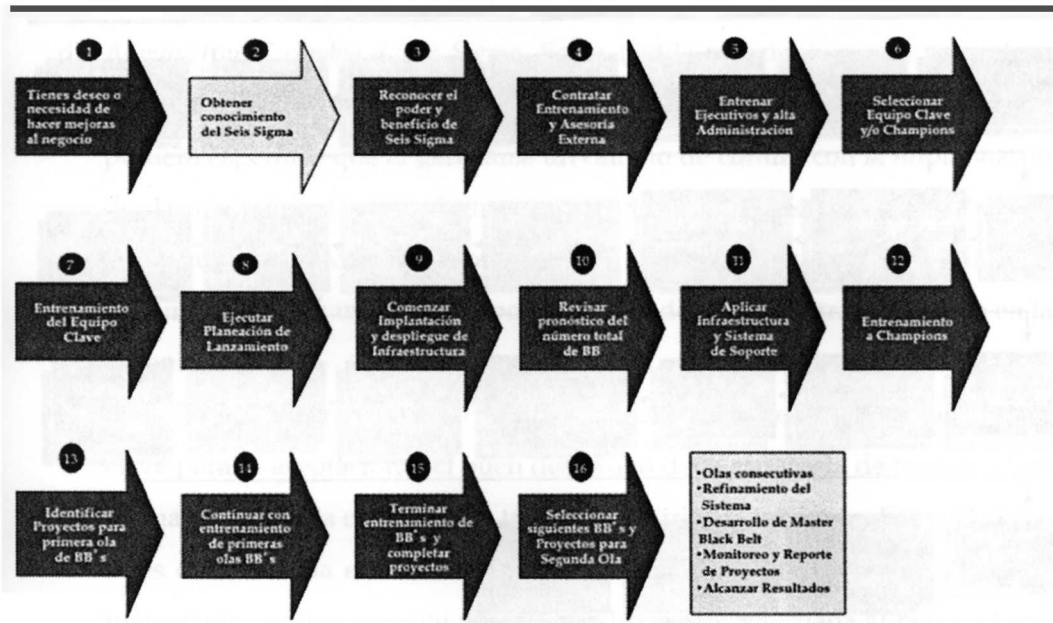 1
Tienes deseo o
necesidad de
hacer mejoras
al negocio
2
Obtener
conocimiento
del Seis Sigma
3
Reconocer el
poder y
beneficio de
Seis Sigma
4
Contratar
Entrenamiento
y Asesoría
Externa
5
Entrenar
Ejecutivos y alta
Administración
6
Seleccionar
Equipo Clave
y/o Champions
7
Entrenamiento
del Equipo
Clave
8
Ejecutar
Planeación de
Lanzamiento
9
Comenzar
Implantación
y despliegue de
Infraestructura
10
Revisar
pronóstico del
número total
de BB
11
Aplicar
Infraestructura
y Sistema
de Soporte
12
Entrenamiento
a Champions
13
Identificar
Proyectos para
primera ola
de BB's
14
Continuar con
entrenamiento
de primeras
olas BB's
15
Terminar
entrenamiento de
BB's y
completar
proyectos
16
Seleccionar
siguientes BB's y
Proyectos para
Segunda Ola
•Olas consecutivas
•Refinamiento del
Sistema
•Desarrollo de Master
Black Belt
•Monitoreo y Reporte
de Proyectos
•Alcanzar Resultados